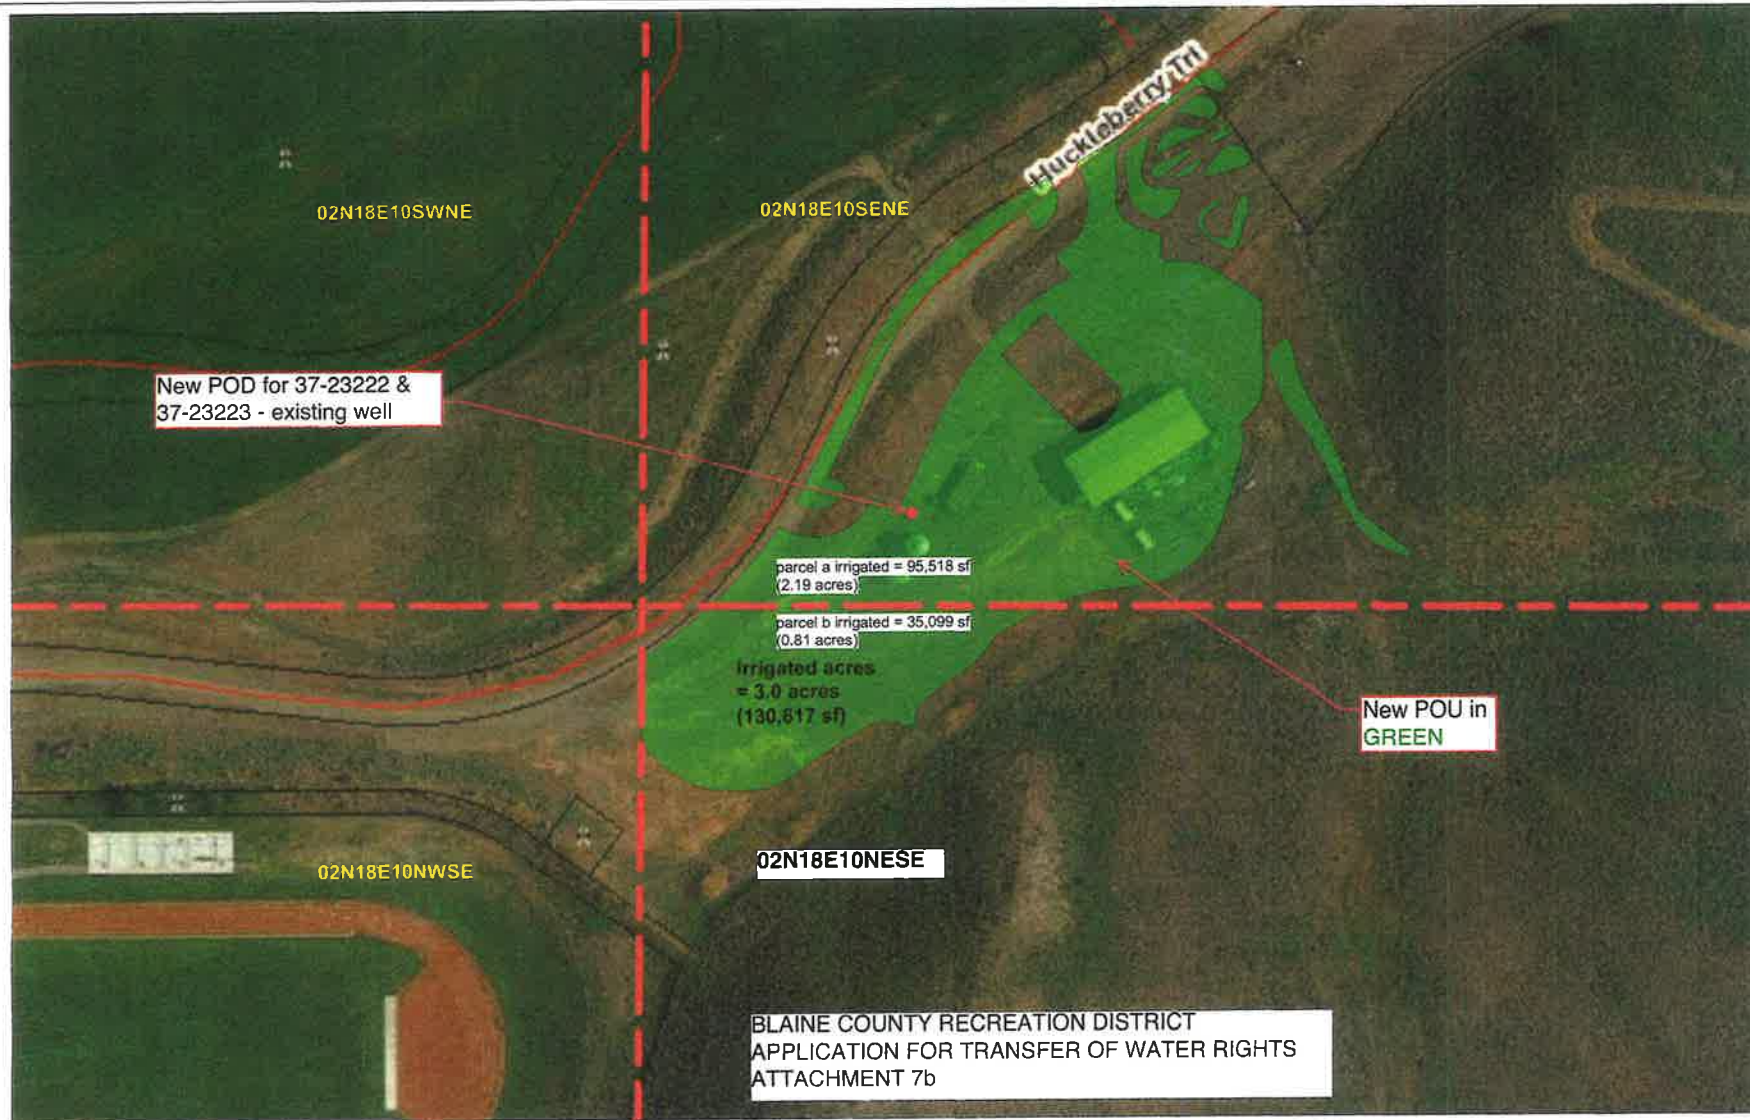 Huckleberry Trl
02N18E10SWNE
02N18E10SENE
New POD for 37-23222 &
37-23223 - existing well
parcel a irrigated = 95,518 sf
(2.19 acres)
parcel b irrigated = 35,099 sf
(0.81 acres)
irrigated acres
= 3.0 acres
(130,617 sf)
New POU in
GREEN
02N18E10NWSE
02N18E10NESE
BLAINE COUNTY RECREATION DISTRICT
APPLICATION FOR TRANSFER OF WATER RIGHTS
ATTACHMENT 7b